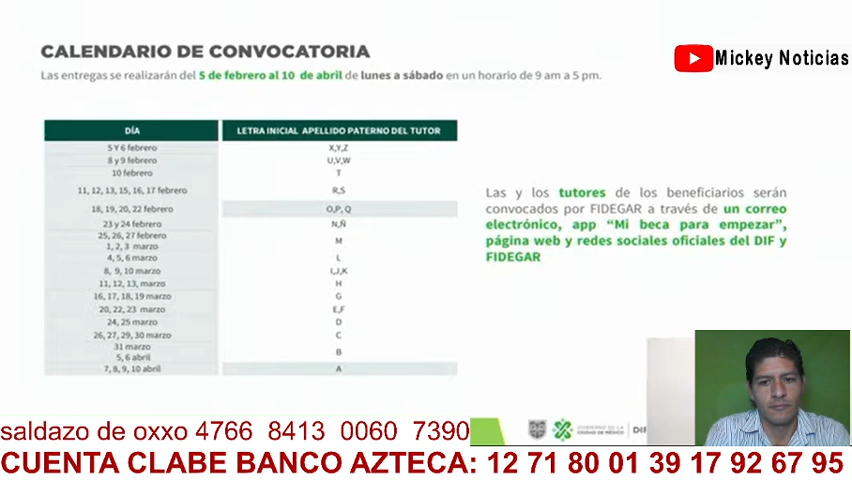 CALENDARIO DE CONVOCATORIA
Las entregas se realizarán del 5 de febrero al 10 de abril de lunes a sábado en un horario de 9 am a 5 pm.
Mickey Noticias
DÍA LETRA INICIAL APELLIDO PATERNO DEL TUTOR
5 Y 6 febrero X,Y,Z
8 y 9 febrero U,V,W
10 febrero T
11, 12, 13, 15, 16, 17 febrero R,S
18, 19, 20, 22 febrero O,P, Q
23 y 24 febrero N,Ñ
25, 26, 27 febrero
1, 2, 3 marzo M
4, 5, 6 marzo L
8, 9, 10 marzo I,J,K
11, 12, 13, marzo H
16, 17, 18, 19 marzo G
20, 22, 23 marzo E,F
24, 25 marzo D
26, 27, 29, 30 marzo C
31 marzo
5, 6 abril B
7, 8, 9, 10 abril A
Las y los tutores de los beneficiarios serán
convocados por FIDEGAR a través de un correo
electrónico, app “Mi beca para empezar”,
página web y redes sociales oficiales del DIF y
FIDEGAR
GOBIERNO DE LA
CIUDAD DE MÉXICO
DIF
saldazo de oxxo 4766 8413 0060 7390
CUENTA CLABE BANCO AZTECA: 12 71 80 01 39 17 92 67 95